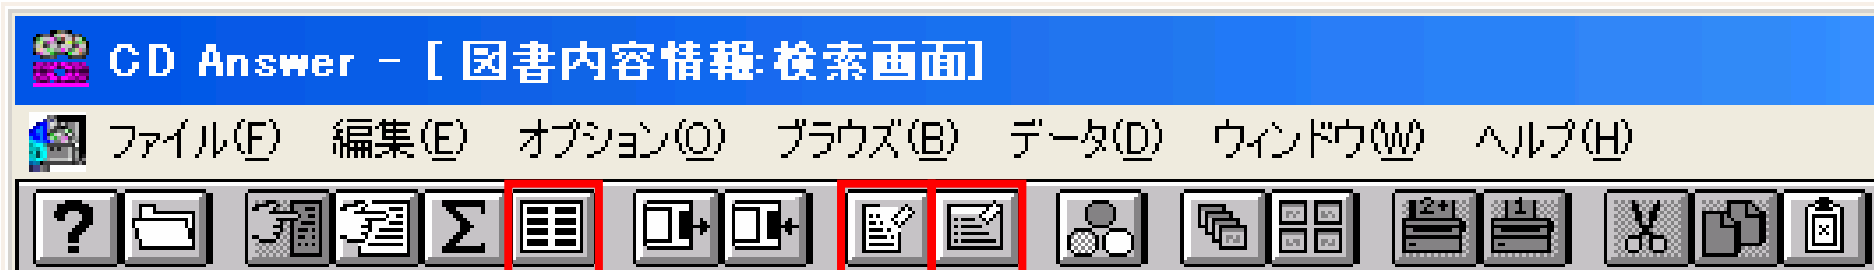 CD Answer - [ 図書内容情報:検索画面]
ファイル(F) 編集(E) オプション(O) ブラウズ(B) データ(D) ウィンドウ(W) ヘルプ(H)
? Σ 2+ 1